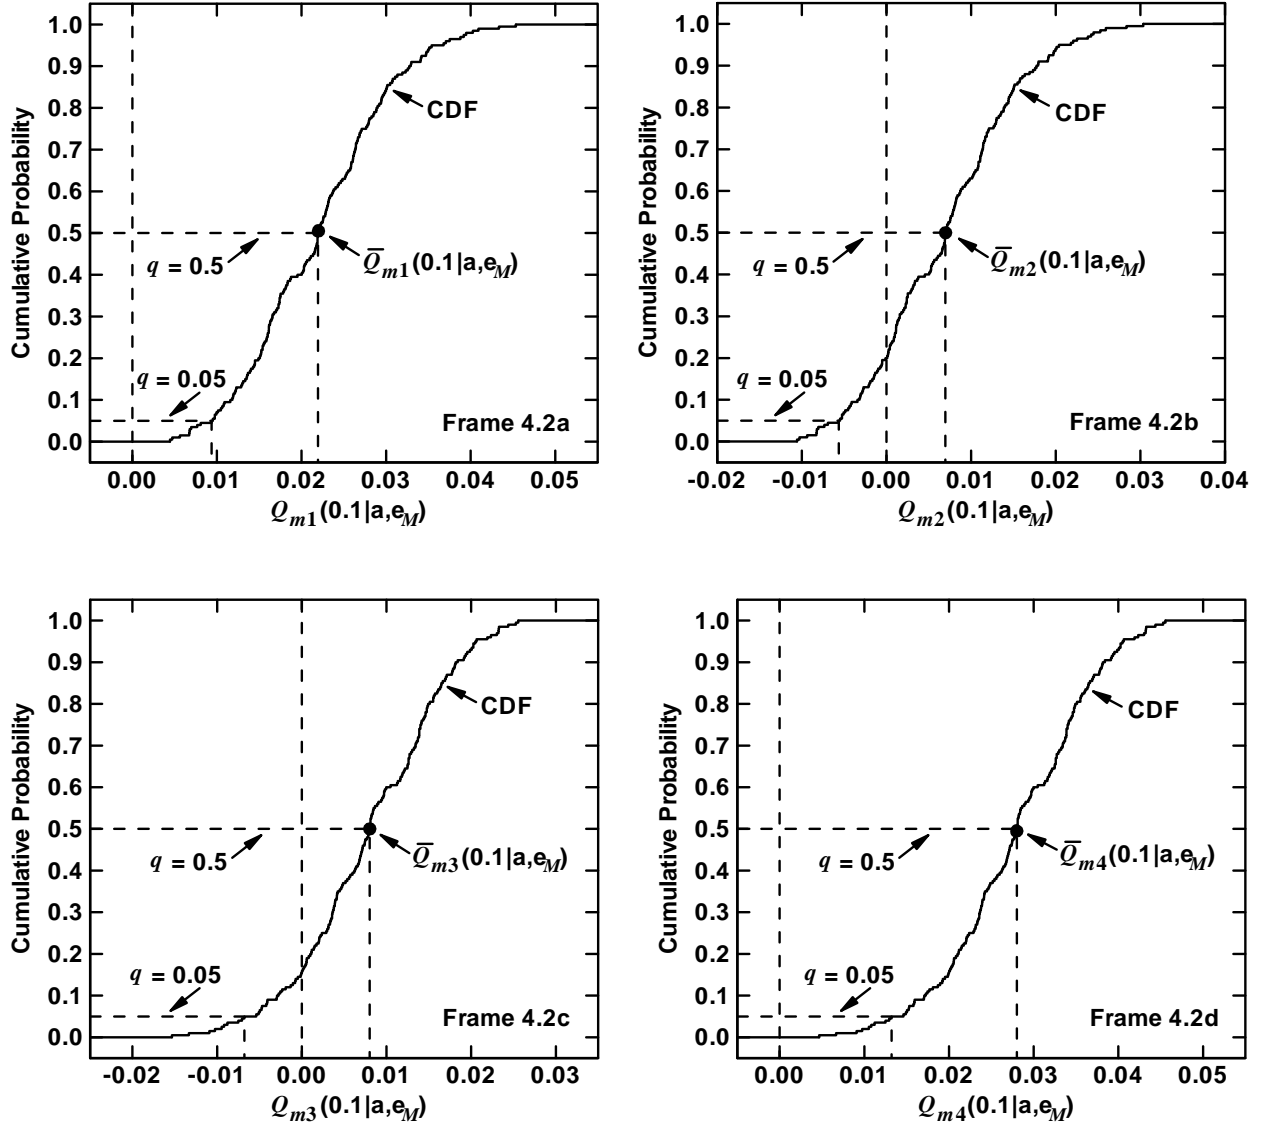 1.0
0.9
0.8
0.7
0.6
0.5
0.4
0.3
0.2
0.1
0.0
Cumulative Probability
CDF
q = 0.5
Q̅m1(0.1|a,eM)
q = 0.05
Frame 4.2a
0.00 0.01 0.02 0.03 0.04 0.05
Qm1(0.1|a,eM)
1.0
0.9
0.8
0.7
0.6
0.5
0.4
0.3
0.2
0.1
0.0
Cumulative Probability
CDF
q = 0.5
Q̅m2(0.1|a,eM)
q = 0.05
Frame 4.2b
-0.02 -0.01 0.00 0.01 0.02 0.03 0.04
Qm2(0.1|a,eM)
1.0
0.9
0.8
0.7
0.6
0.5
0.4
0.3
0.2
0.1
0.0
Cumulative Probability
CDF
q = 0.5
Q̅m3(0.1|a,eM)
q = 0.05
Frame 4.2c
-0.02 -0.01 0.00 0.01 0.02 0.03
Qm3(0.1|a,eM)
1.0
0.9
0.8
0.7
0.6
0.5
0.4
0.3
0.2
0.1
0.0
Cumulative Probability
CDF
q = 0.5
Q̅m4(0.1|a,eM)
q = 0.05
Frame 4.2d
0.00 0.01 0.02 0.03 0.04 0.05
Qm4(0.1|a,eM)